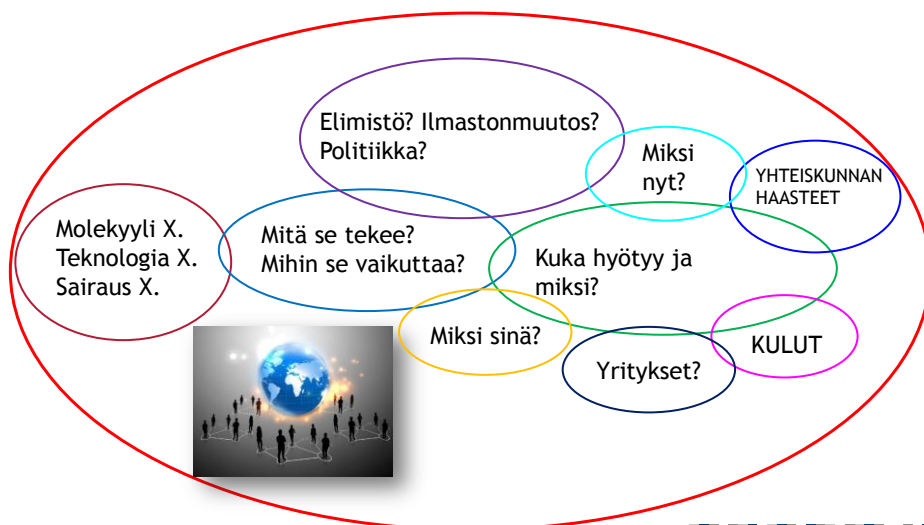 Elimistö? Ilmastonmuutos?
Politiikka?
Miksi
nyt?
YHTEISKUNNAN
HAASTEET
Molekyyli X.
Teknologia X.
Sairaus X.
Mitä se tekee?
Mihin se vaikuttaa?
Kuka hyötyy ja
miksi?
Miksi sinä?
Yritykset?
KULUT